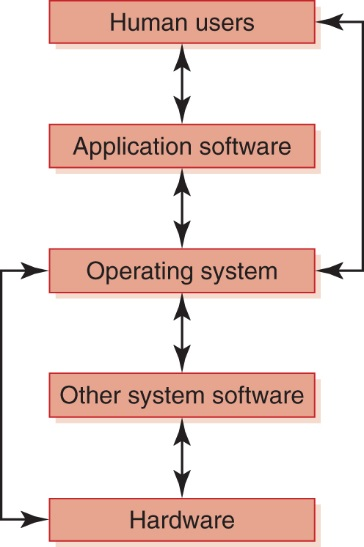 Human users
Application software
Operating system
Other system software
Hardware